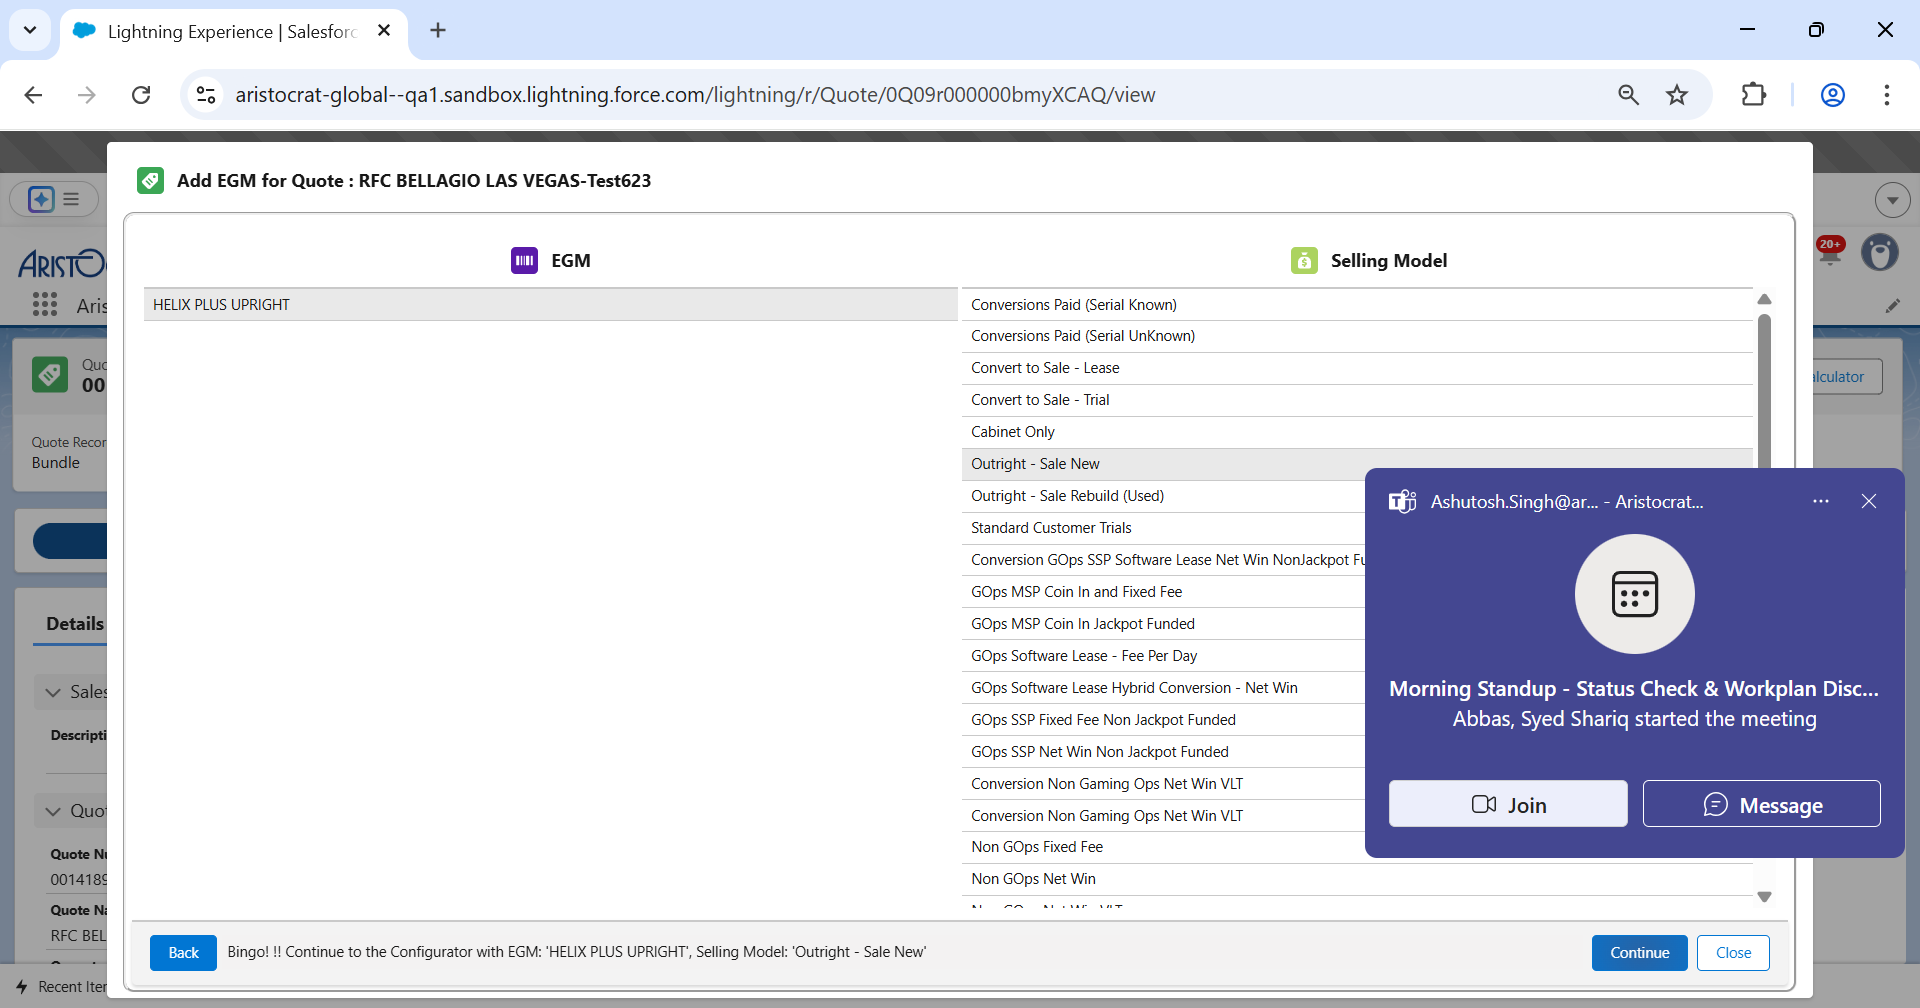 Lightning Experience | Salesforc
aristocrat-global--qa1.sandbox.lightning.force.com/lightning/r/Quote/0Q09r000000bmyXCAQ/view
Add EGM for Quote : RFC BELLAGIO LAS VEGAS-Test623
EGM
Selling Model
HELIX PLUS UPRIGHT
Conversions Paid (Serial Known)
Conversions Paid (Serial UnKnown)
Convert to Sale - Lease
Convert to Sale - Trial
Cabinet Only
Outright - Sale New
Outright - Sale Rebuild (Used)
Standard Customer Trials
Conversion GOps SSP Software Lease Net Win NonJackpot Fu
GOps MSP Coin In and Fixed Fee
GOps MSP Coin In Jackpot Funded
GOps Software Lease - Fee Per Day
GOps Software Lease Hybrid Conversion - Net Win
GOps SSP Fixed Fee Non Jackpot Funded
GOps SSP Net Win Non Jackpot Funded
Conversion Non Gaming Ops Net Win VLT
Conversion Non Gaming Ops Net Win VLT
Non GOps Fixed Fee
Non GOps Net Win
Back
Bingo! !! Continue to the Configurator with EGM: 'HELIX PLUS UPRIGHT', Selling Model: 'Outright - Sale New'
Continue
Close
Ashutosh.Singh@ar... - Aristocrat...
Morning Standup - Status Check & Workplan Disc...
Abbas, Syed Shariq started the meeting
Join
Message
ARISTO
Aris
20+
Quo
00
alculator
Quote Recor
Bundle
Details
Sales
Descripti
Quot
Quote Nu
0014189
Quote Na
RFC BEL
Recent Iter